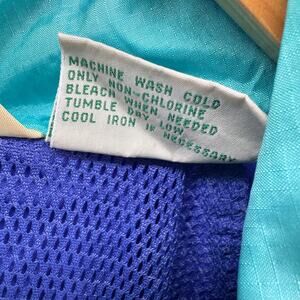 MACHINE WASH COLD
ONLY NON-CHLORINE
BLEACH WHEN NEEDED
TUMBLE DRY LOW
COOL IRON IF NECESSARY